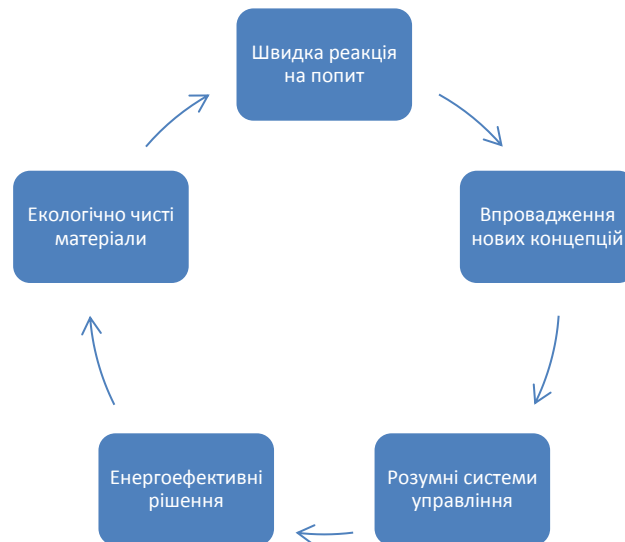 Швидка реакція
на попит
Впровадження
нових концепцій
Розумні системи
управління
Енергоефективні
рішення
Екологічно чисті
матеріали